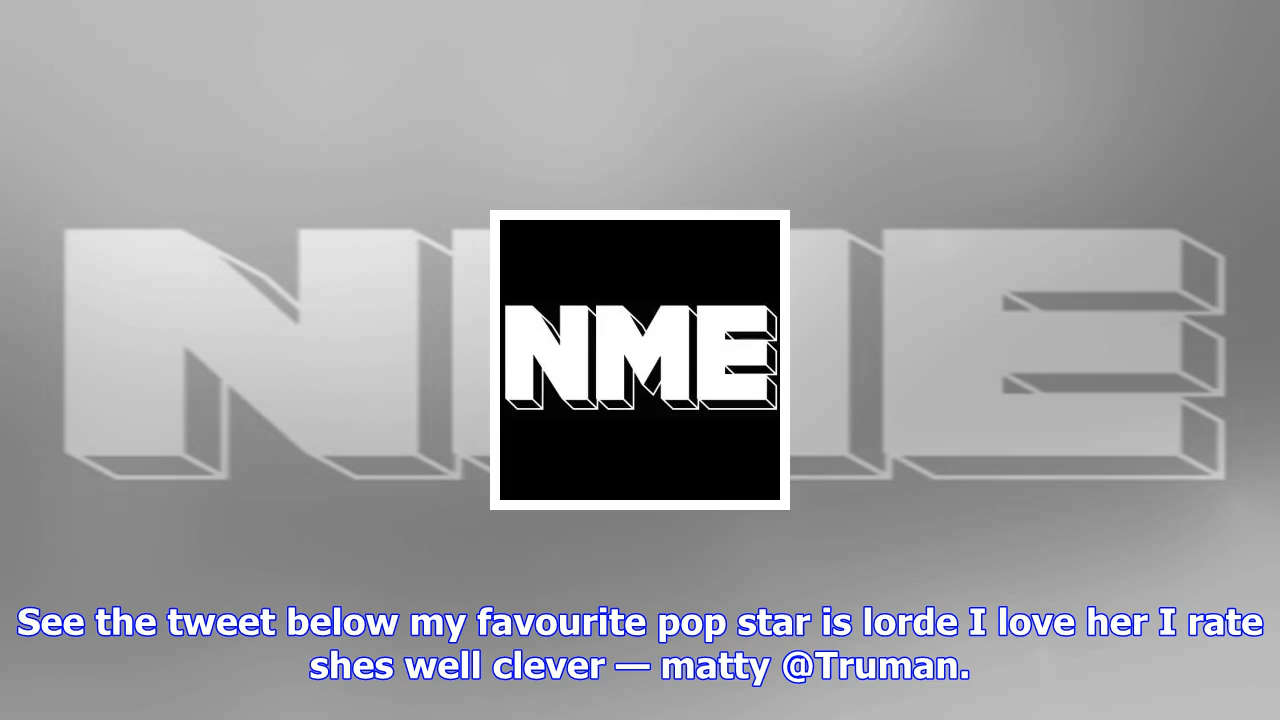 NME
NME
See the tweet below my favourite pop star is lorde I love her I rate
shes well clever — matty @Truman.